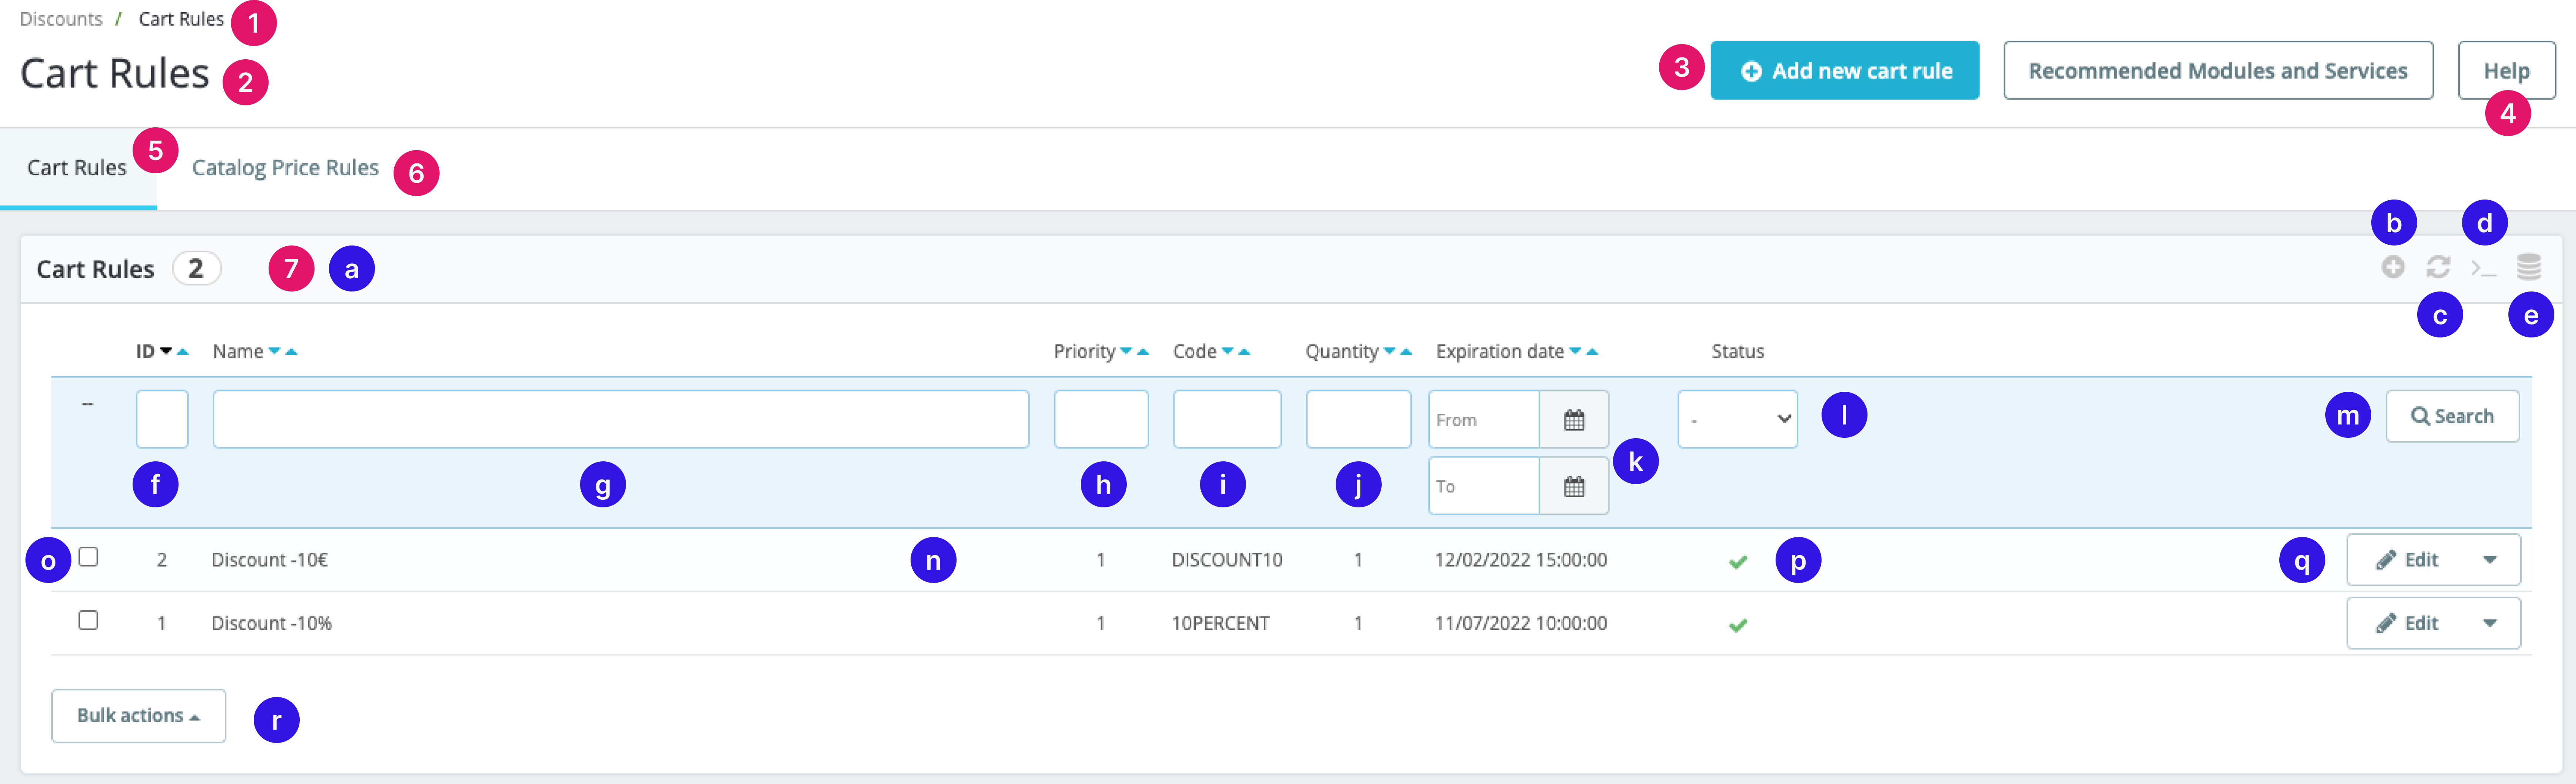 Discounts / Cart Rules 1
Cart Rules 2
3 Add new cart rule Recommended Modules and Services Help
4
Cart Rules 5 Catalog Price Rules 6
b d
Cart Rules 2 7 a
c e
ID Name Priority Code Quantity Expiration date Status
-- From - l m Search
f g h i j k
To
o 2 Discount -10€ n 1 DISCOUNT10 1 12/02/2022 15:00:00 p q Edit
1 Discount -10% 1 10PERCENT 1 11/07/2022 10:00:00 Edit
Bulk actions r